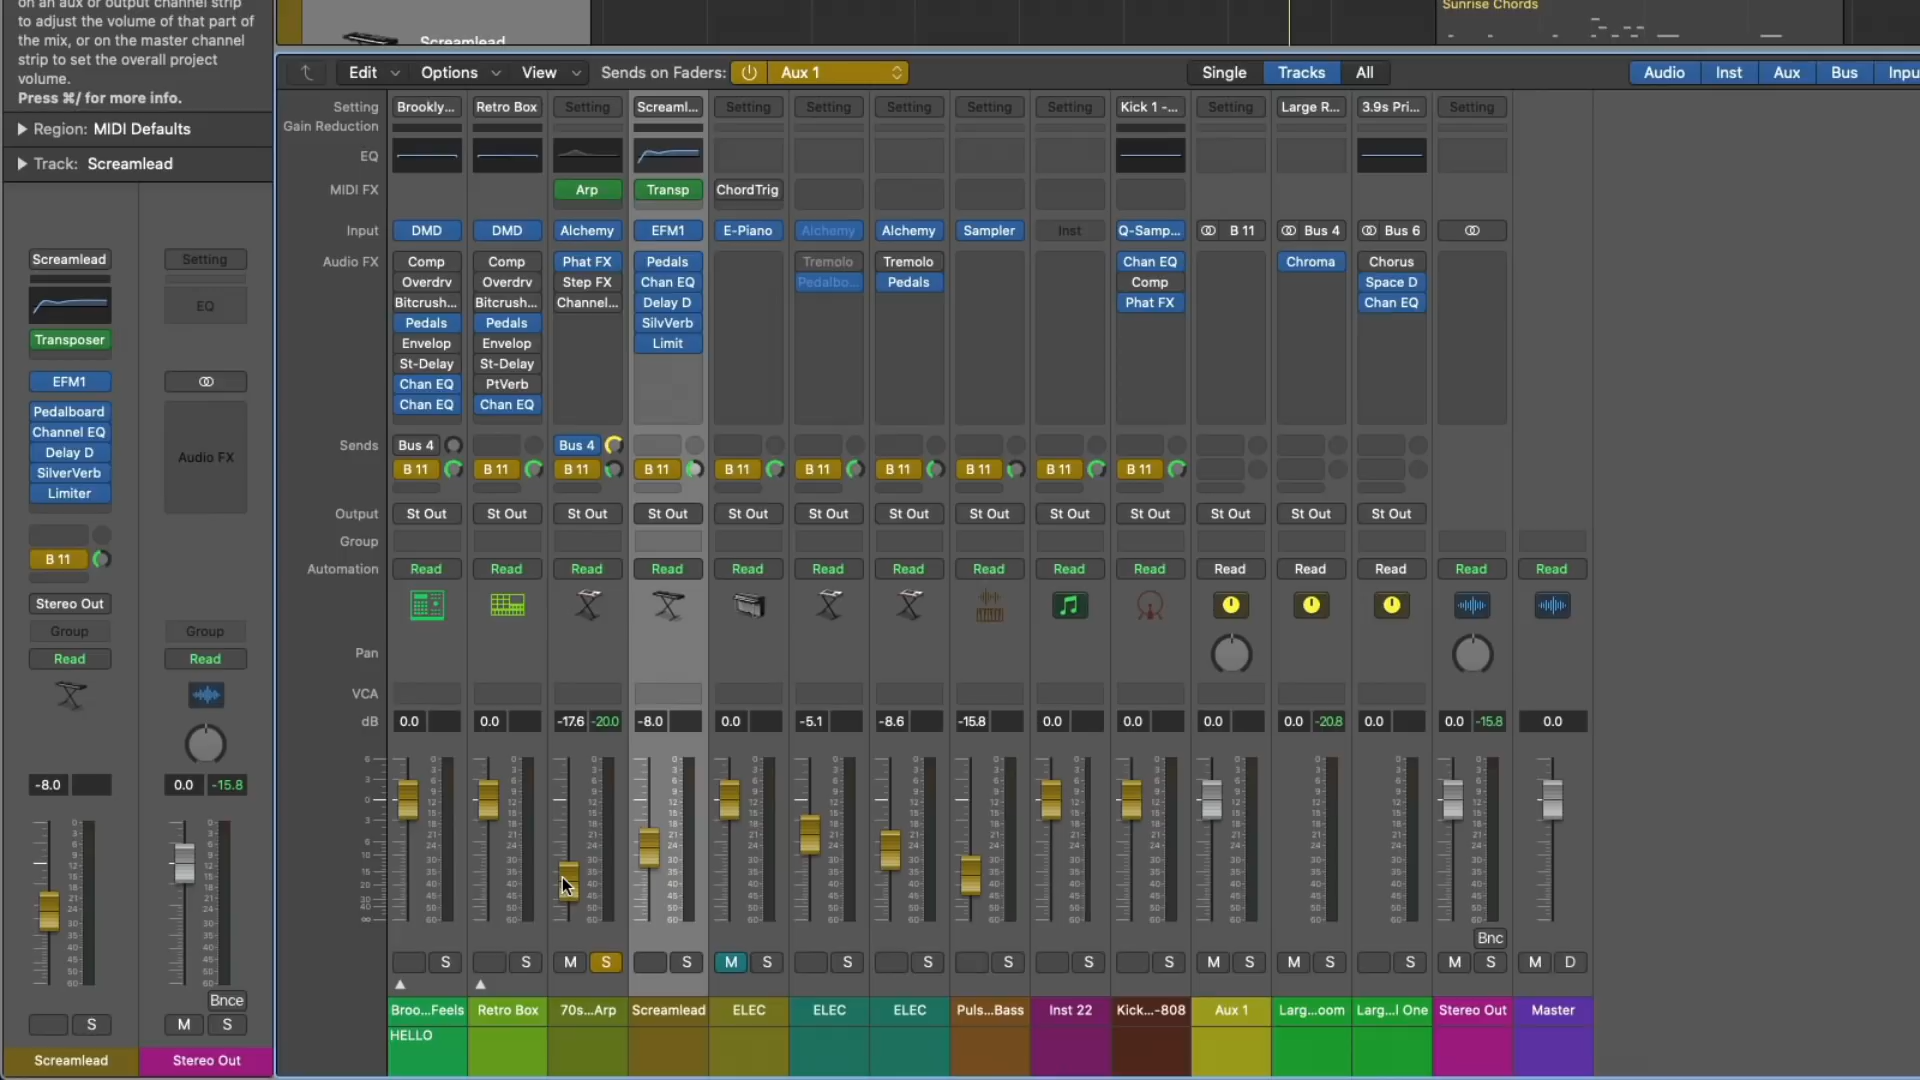 on an aux or output channel strip
to adjust the volume of that part of
the mix, or on the master channel
strip to set the overall project
volume.
Press ⌘/ for more info.
Region: MIDI Defaults
Track: Screamlead
Screamlead Setting
EQ
Transposer
EFM1
Pedalboard
Channel EQ
Delay D Audio FX
SilverVerb
Limiter
B 11
Stereo Out
Group Group
Read Read
-8.0 0.0 -15.8
Bnce
S M S
Screamlead Stereo Out
Screamlead
Sunrise Chords
Edit Options View Sends on Faders: Aux 1 Single Tracks All Audio Inst Aux Bus Inpu
Setting Brookly... Retro Box Setting Screaml... Setting Setting Setting Setting Setting Kick 1 -... Setting Large R... 3.9s Pri... Setting
Gain Reduction
EQ
MIDI FX Arp Transp ChordTrig
Input DMD DMD Alchemy EFM1 E-Piano Alchemy Alchemy Sampler Inst Q-Samp... B 11 Bus 4 Bus 6
Audio FX Comp Comp Phat FX Pedals Tremolo Tremolo Chan EQ Chroma Chorus
Overdrv Overdrv Step FX Chan EQ Pedalbo... Pedals Comp Space D
Bitcrush... Bitcrush... Channel... Delay D Phat FX Chan EQ
Pedals Pedals SilvVerb
Envelop Envelop Limit
St-Delay St-Delay
Chan EQ PtVerb
Chan EQ Chan EQ
Sends Bus 4 Bus 4
B 11 B 11 B 11 B 11 B 11 B 11 B 11 B 11 B 11 B 11
Output St Out St Out St Out St Out St Out St Out St Out St Out St Out St Out St Out St Out St Out
Group
Automation Read Read Read Read Read Read Read Read Read Read Read Read Read Read Read
Pan
VCA
dB 0.0 0.0 -17.6 -20.0 -8.0 0.0 -5.1 -8.6 -15.8 0.0 0.0 0.0 0.0 -20.8 0.0 0.0 -15.8 0.0
Bnc
S S M S S M S S S S S S M S M S S M S M D
Broo...Feels Retro Box 70s...Arp Screamlead ELEC ELEC ELEC Puls...Bass Inst 22 Kick...-808 Aux 1 Larg...oom Larg...l One Stereo Out Master
HELLO